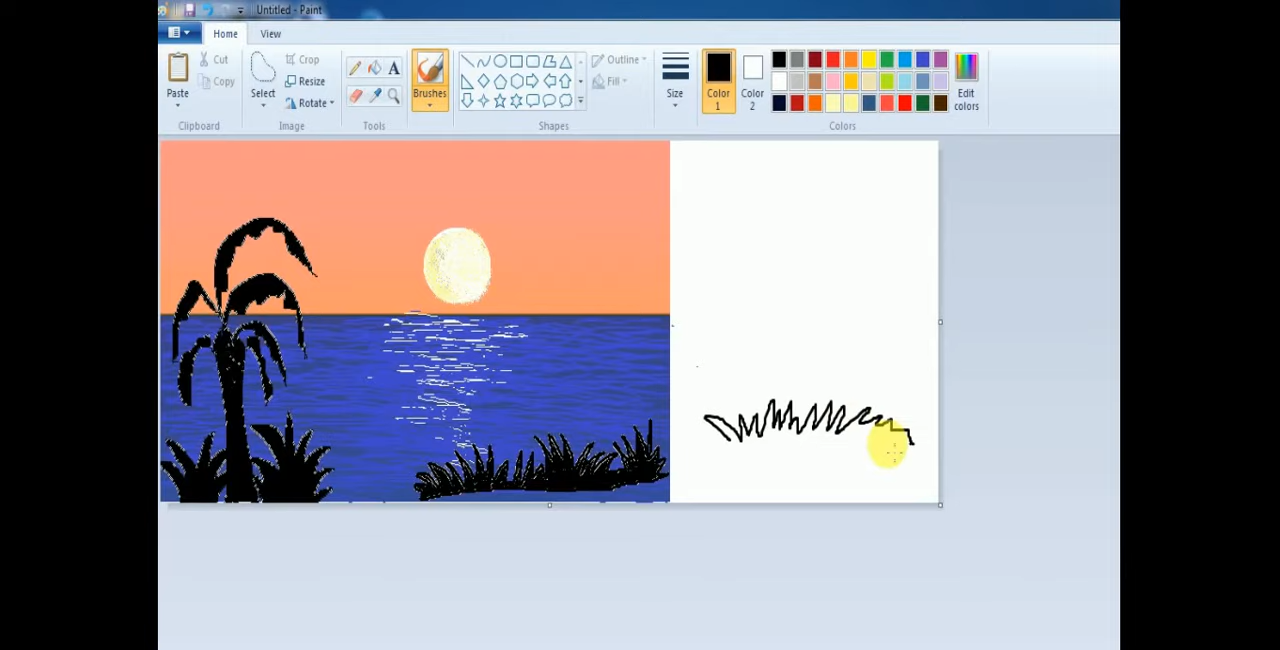 Untitled - Paint
Home View
Paste
Cut
Copy
Clipboard
Select
Crop
Resize
Rotate
Image
A
Tools
Brushes
Shapes
Outline
Fill
Size
Color 1
Color 2
Edit colors
Colors